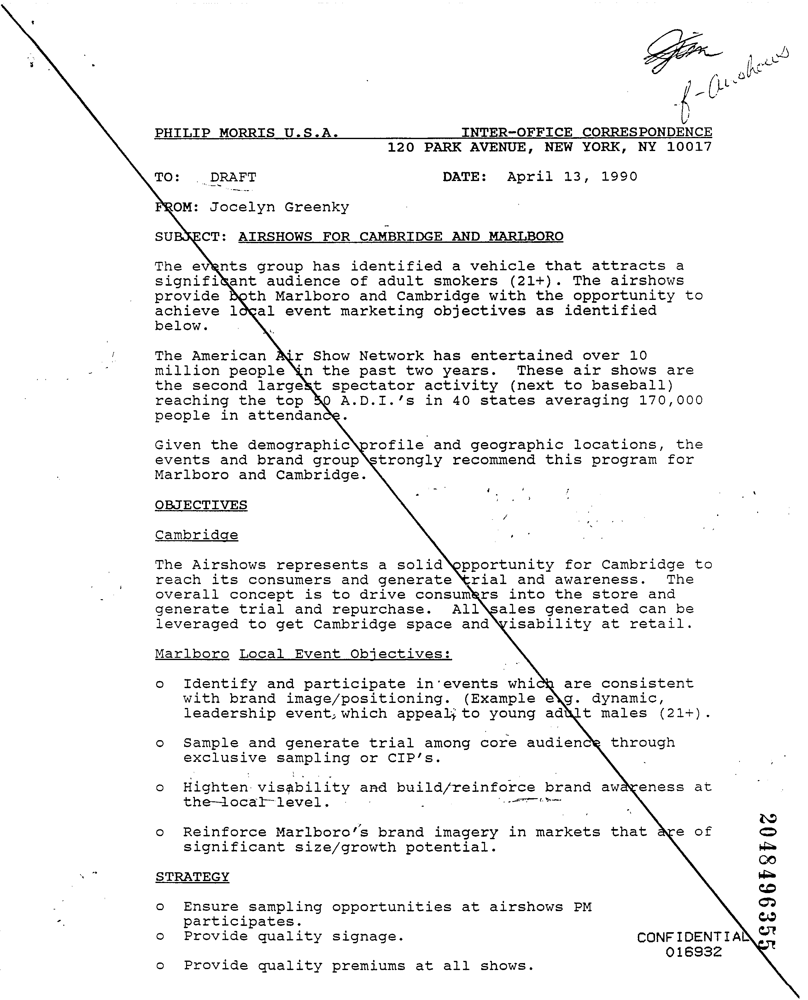 Jim
f-Airshows
PHILIP MORRIS U.S.A. INTER-OFFICE CORRESPONDENCE
120 PARK AVENUE, NEW YORK, NY 10017
TO: DRAFT DATE: April 13, 1990
FROM: Jocelyn Greenky
SUBJECT: AIRSHOWS FOR CAMBRIDGE AND MARLBORO
The events group has identified a vehicle that attracts a
significant audience of adult smokers (21+). The airshows
provide both Marlboro and Cambridge with the opportunity to
achieve local event marketing objectives as identified
below.
The American Air Show Network has entertained over 10
million people in the past two years. These air shows are
the second largest spectator activity (next to baseball)
reaching the top 50 A.D.I.'s in 40 states averaging 170,000
people in attendance.
Given the demographic profile and geographic locations, the
events and brand group strongly recommend this program for
Marlboro and Cambridge.
OBJECTIVES
Cambridge
The Airshows represents a solid opportunity for Cambridge to
reach its consumers and generate trial and awareness. The
overall concept is to drive consumers into the store and
generate trial and repurchase. All sales generated can be
leveraged to get Cambridge space and visability at retail.
Marlboro Local Event Objectives:
o Identify and participate in events which are consistent
with brand image/positioning. (Example e.g. dynamic,
leadership event, which appeal, to young adult males (21+).
o Sample and generate trial among core audience through
exclusive sampling or CIP's.
o Highten visability and build/reinforce brand awareness at
the local level.
o Reinforce Marlboro's brand imagery in markets that are of
significant size/growth potential.
STRATEGY
o Ensure sampling opportunities at airshows PM
participates.
o Provide quality signage.
o Provide quality premiums at all shows.
CONFIDENTIAL
016932
2048496355